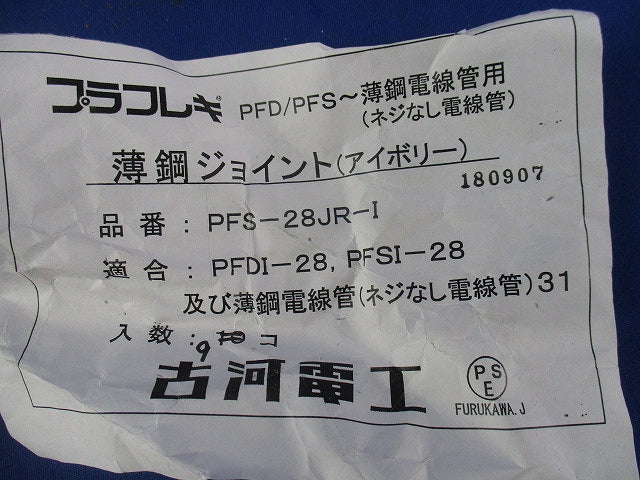 プラフレキ PFD/PFS～薄鋼電線管用
(ネジなし電線管)
薄鋼ジョイント(アイボリー)
180907
品番: PFS-28JR-I
適合: PFDI-28, PFSI-28
及び薄鋼電線管(ネジなし電線管)31
入数: 9 コ
古河電工
PSE
FURUKAWA.J